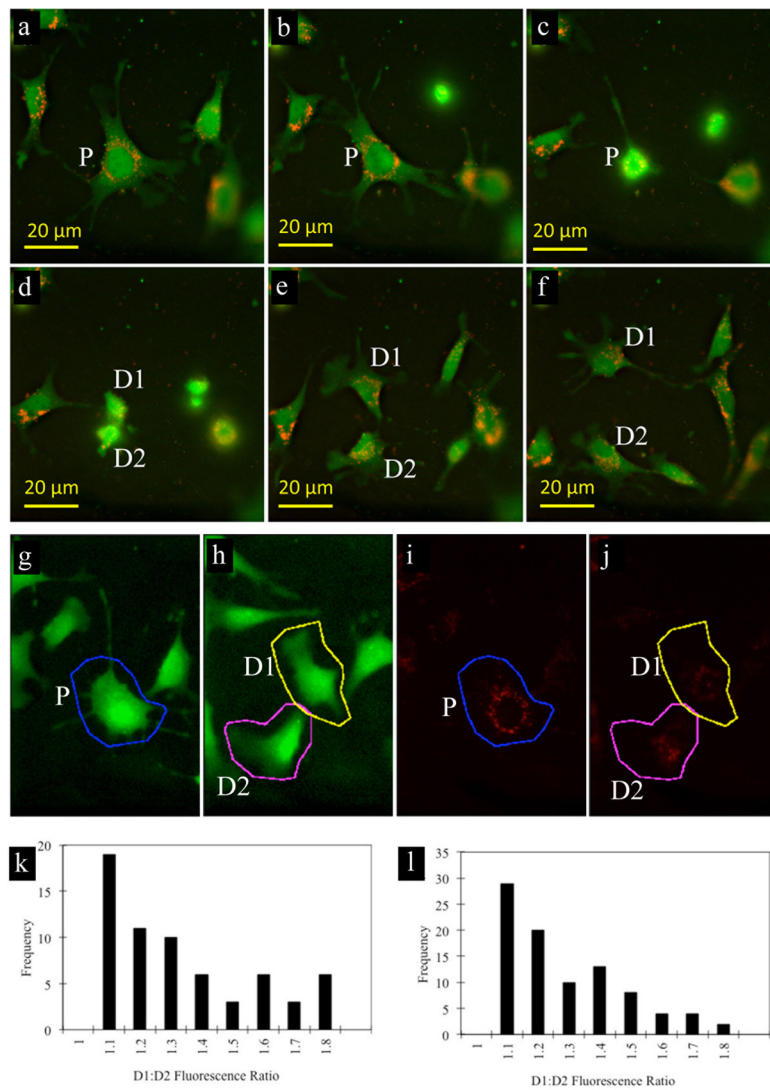 a
b
c
P
P
P
20 µm
20 µm
20 µm
d
e
f
D1
D2
D1
D2
D1
D2
20 µm
20 µm
20 µm
g
h
i
j
P
D1
D2
P
D1
D2
k
l
20
15
10
5
0
Frequency
1
1.1
1.2
1.3
1.4
1.5
1.6
1.7
1.8
D1:D2 Fluorescence Ratio
35
30
25
20
15
10
5
0
Frequency
1
1.1
1.2
1.3
1.4
1.5
1.6
1.7
1.8
D1:D2 Fluorescence Ratio